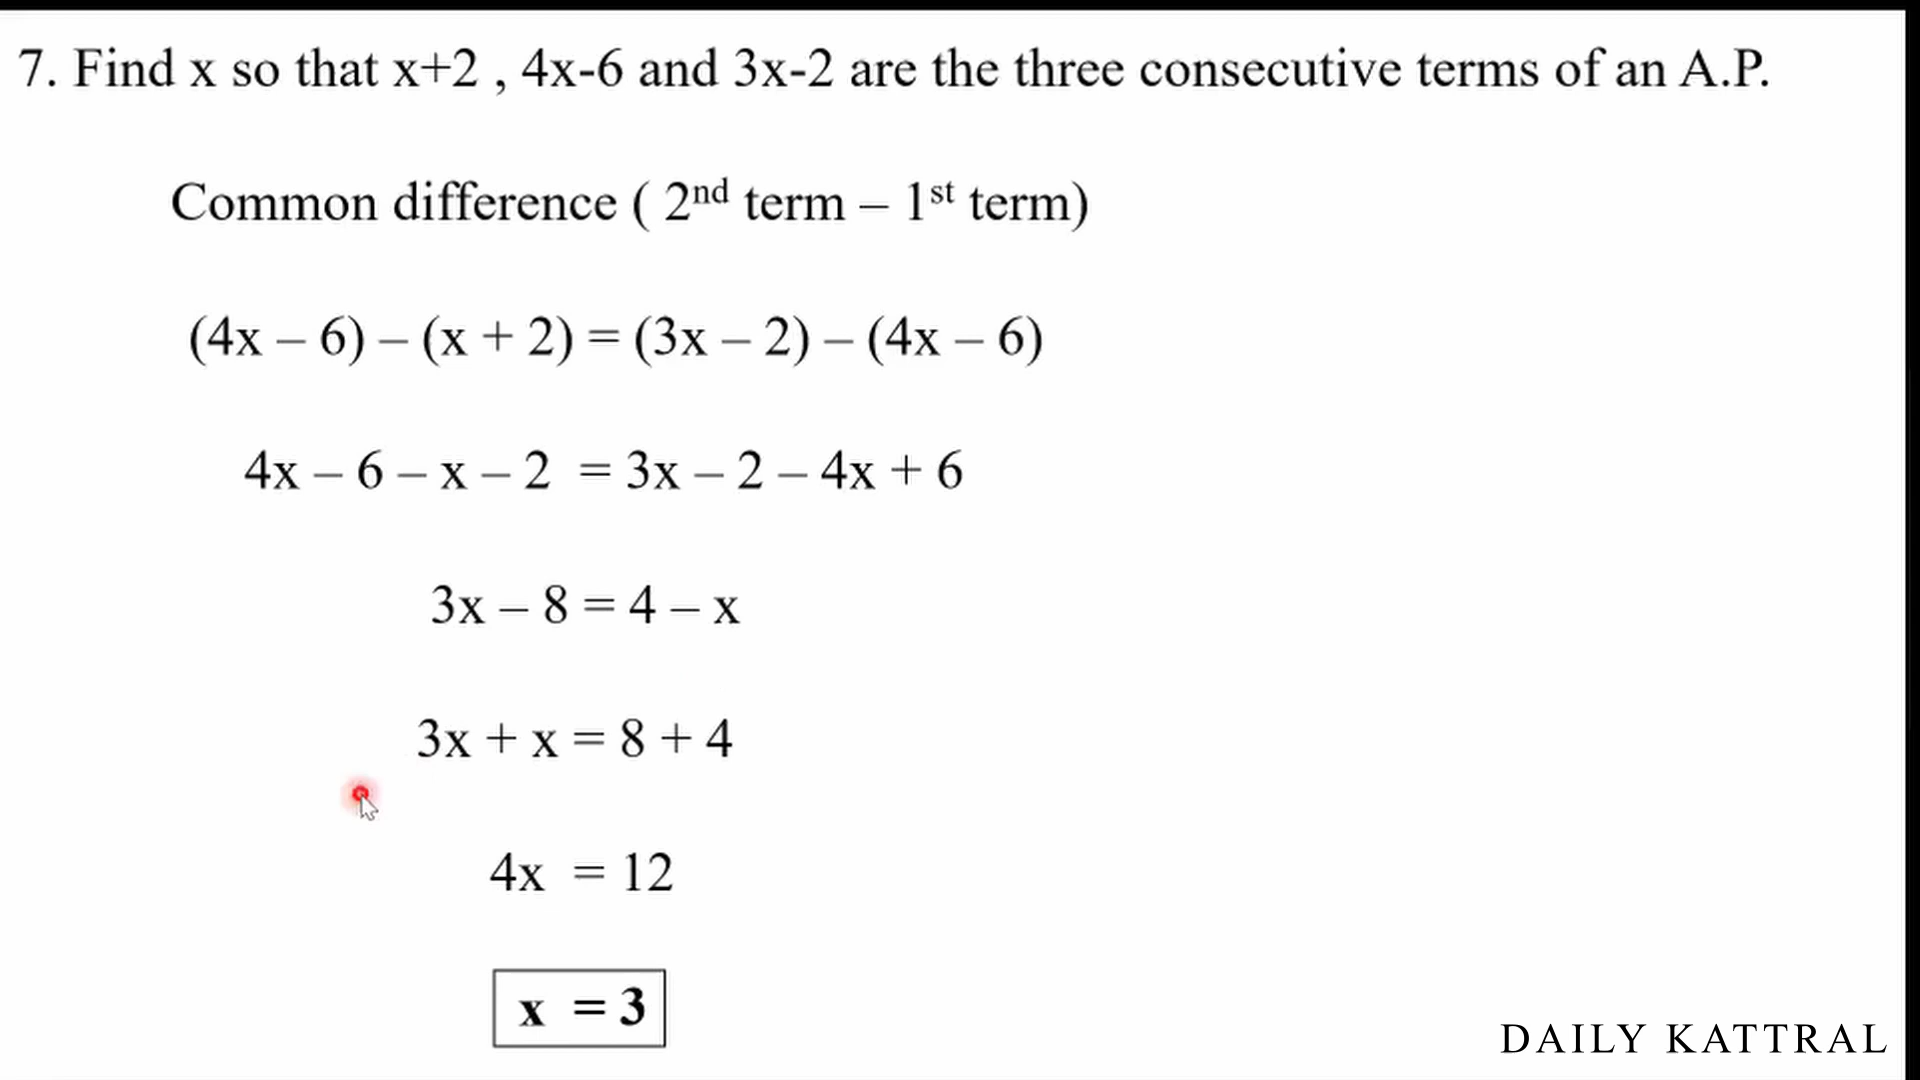 7. Find x so that x+2 , 4x-6 and 3x-2 are the three consecutive terms of an A.P.
Common difference ( 2nd term – 1st term)
(4x – 6) – (x + 2) = (3x – 2) – (4x – 6)
4x – 6 – x – 2 = 3x – 2 – 4x + 6
3x – 8 = 4 – x
3x + x = 8 + 4
4x = 12
x = 3
DAILY KATTRAL